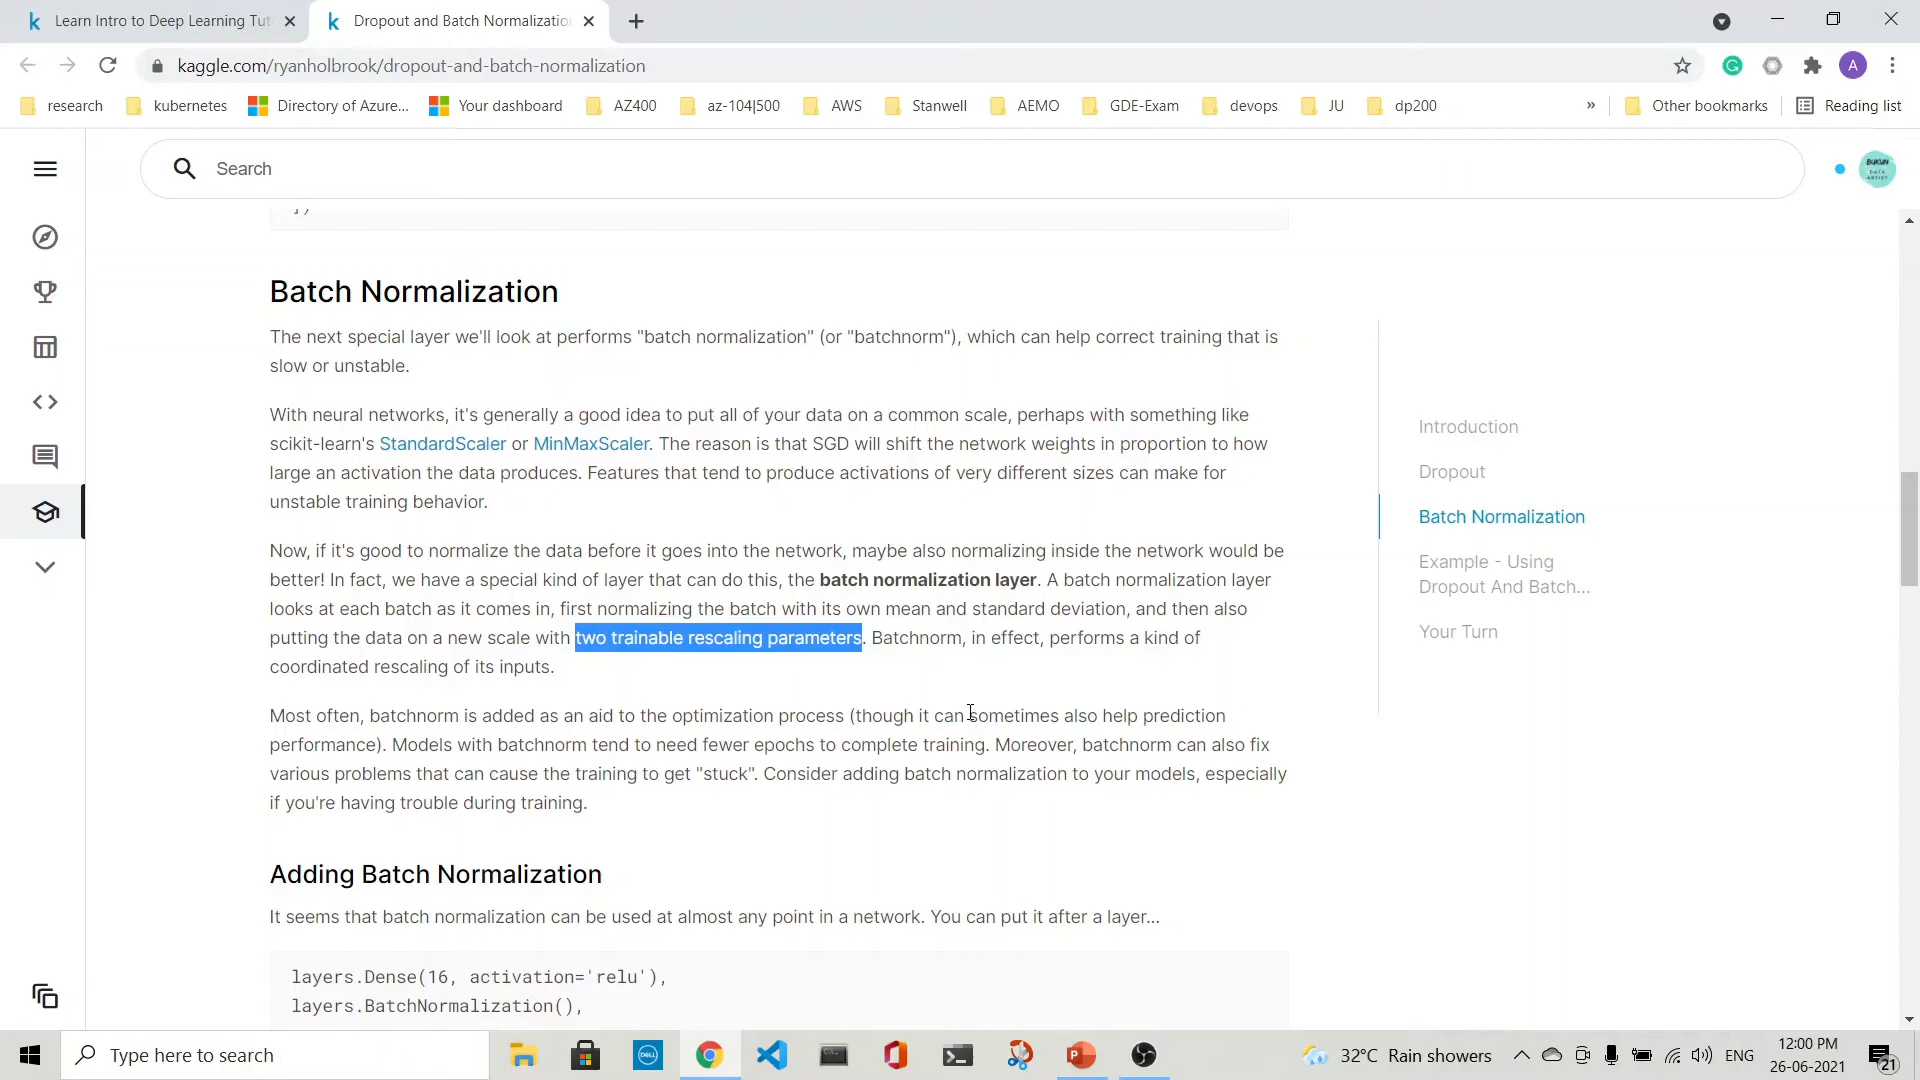 Learn Intro to Deep Learning Tut
Dropout and Batch Normalizatio
kaggle.com/ryanholbrook/dropout-and-batch-normalization
A
research
kubernetes
Directory of Azure...
Your dashboard
AZ400
az-104|500
AWS
Stanwell
AEMO
GDE-Exam
devops
JU
dp200
»
Other bookmarks
Reading list
Search
BUKUN
DATA
ARTIST
])
Batch Normalization
The next special layer we'll look at performs "batch normalization" (or "batchnorm"), which can help correct training that is
slow or unstable.
With neural networks, it's generally a good idea to put all of your data on a common scale, perhaps with something like
scikit-learn's StandardScaler or MinMaxScaler. The reason is that SGD will shift the network weights in proportion to how
large an activation the data produces. Features that tend to produce activations of very different sizes can make for
unstable training behavior.
Now, if it's good to normalize the data before it goes into the network, maybe also normalizing inside the network would be
better! In fact, we have a special kind of layer that can do this, the batch normalization layer. A batch normalization layer
looks at each batch as it comes in, first normalizing the batch with its own mean and standard deviation, and then also
putting the data on a new scale with two trainable rescaling parameters. Batchnorm, in effect, performs a kind of
coordinated rescaling of its inputs.
Most often, batchnorm is added as an aid to the optimization process (though it can sometimes also help prediction
performance). Models with batchnorm tend to need fewer epochs to complete training. Moreover, batchnorm can also fix
various problems that can cause the training to get "stuck". Consider adding batch normalization to your models, especially
if you're having trouble during training.
Adding Batch Normalization
It seems that batch normalization can be used at almost any point in a network. You can put it after a layer...
layers.Dense(16, activation='relu'),
layers.BatchNormalization(),
Introduction
Dropout
Batch Normalization
Example - Using
Dropout And Batch...
Your Turn
Type here to search
DELL
32°C Rain showers
ENG
12:00 PM
26-06-2021
21